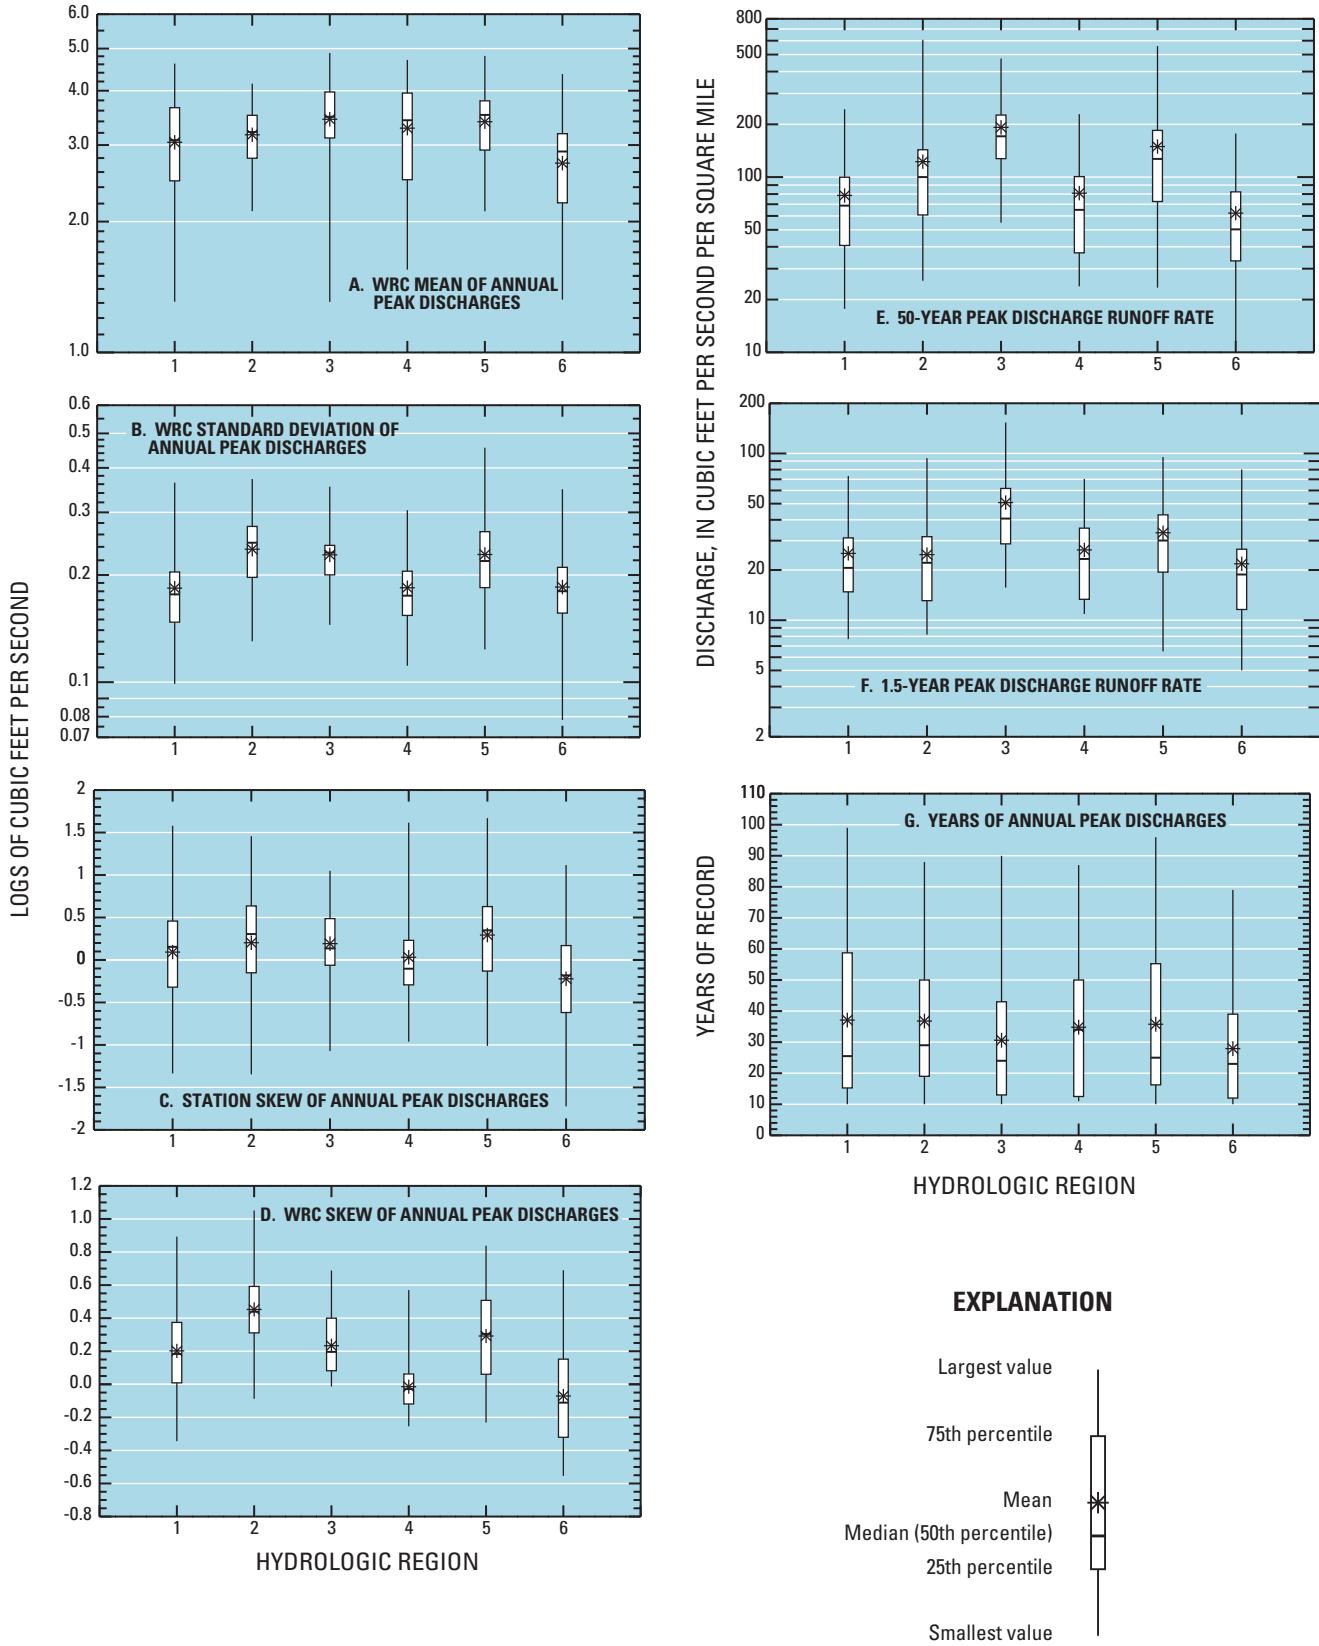 LOGS OF CUBIC FEET PER SECOND
6.0
5.0
4.0
3.0
2.0
1.0
A. WRC MEAN OF ANNUAL
PEAK DISCHARGES
1 2 3 4 5 6
0.6
0.5
0.4
0.3
0.2
0.1
0.08
0.07
B. WRC STANDARD DEVIATION OF
ANNUAL PEAK DISCHARGES
1 2 3 4 5 6
2
1.5
1
0.5
0
-0.5
-1
-1.5
-2
C. STATION SKEW OF ANNUAL PEAK DISCHARGES
1 2 3 4 5 6
1.2
1.0
0.8
0.6
0.4
0.2
0.0
-0.2
-0.4
-0.6
-0.8
D. WRC SKEW OF ANNUAL PEAK DISCHARGES
1 2 3 4 5 6
HYDROLOGIC REGION
DISCHARGE, IN CUBIC FEET PER SECOND PER SQUARE MILE
800
500
200
100
50
20
10
E. 50-YEAR PEAK DISCHARGE RUNOFF RATE
1 2 3 4 5 6
200
100
50
20
10
5
2
F. 1.5-YEAR PEAK DISCHARGE RUNOFF RATE
1 2 3 4 5 6
YEARS OF RECORD
110
100
90
80
70
60
50
40
30
20
10
0
G. YEARS OF ANNUAL PEAK DISCHARGES
1 2 3 4 5 6
HYDROLOGIC REGION
EXPLANATION
Largest value
75th percentile
Mean
Median (50th percentile)
25th percentile
Smallest value